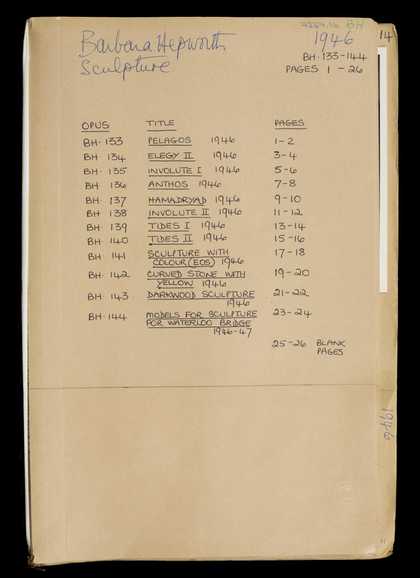 BH
Barbara Hepworth
Sculpture
1946
14
BH·133-144
PAGES 1-26
OPUS TITLE PAGES
BH·133 PELAGOS 1946 1-2
BH 134 ELEGY II 1946 3-4
BH·135 INVOLUTE I 1946 5-6
BH 136 ANTHOS 1946 7-8
BH 137 HAMADRYAD 1946 9-10
BH 138 INVOLUTE II 1946 11-12
BH 139 TIDES I 1946 13-14
BH 140 TIDES II 1946 15-16
BH 141 SCULPTURE WITH 17-18
COLOUR (EOS) 1946
BH·142 CURVED STONE WITH 19-20
YELLOW 1946
BH·143 DARKWOOD SCULPTURE 21-22
1946
BH·144 MODELS FOR SCULPTURE 23-24
FOR WATERLOO BRIDGE
1946-47
25-26 BLANK
PAGES
1946